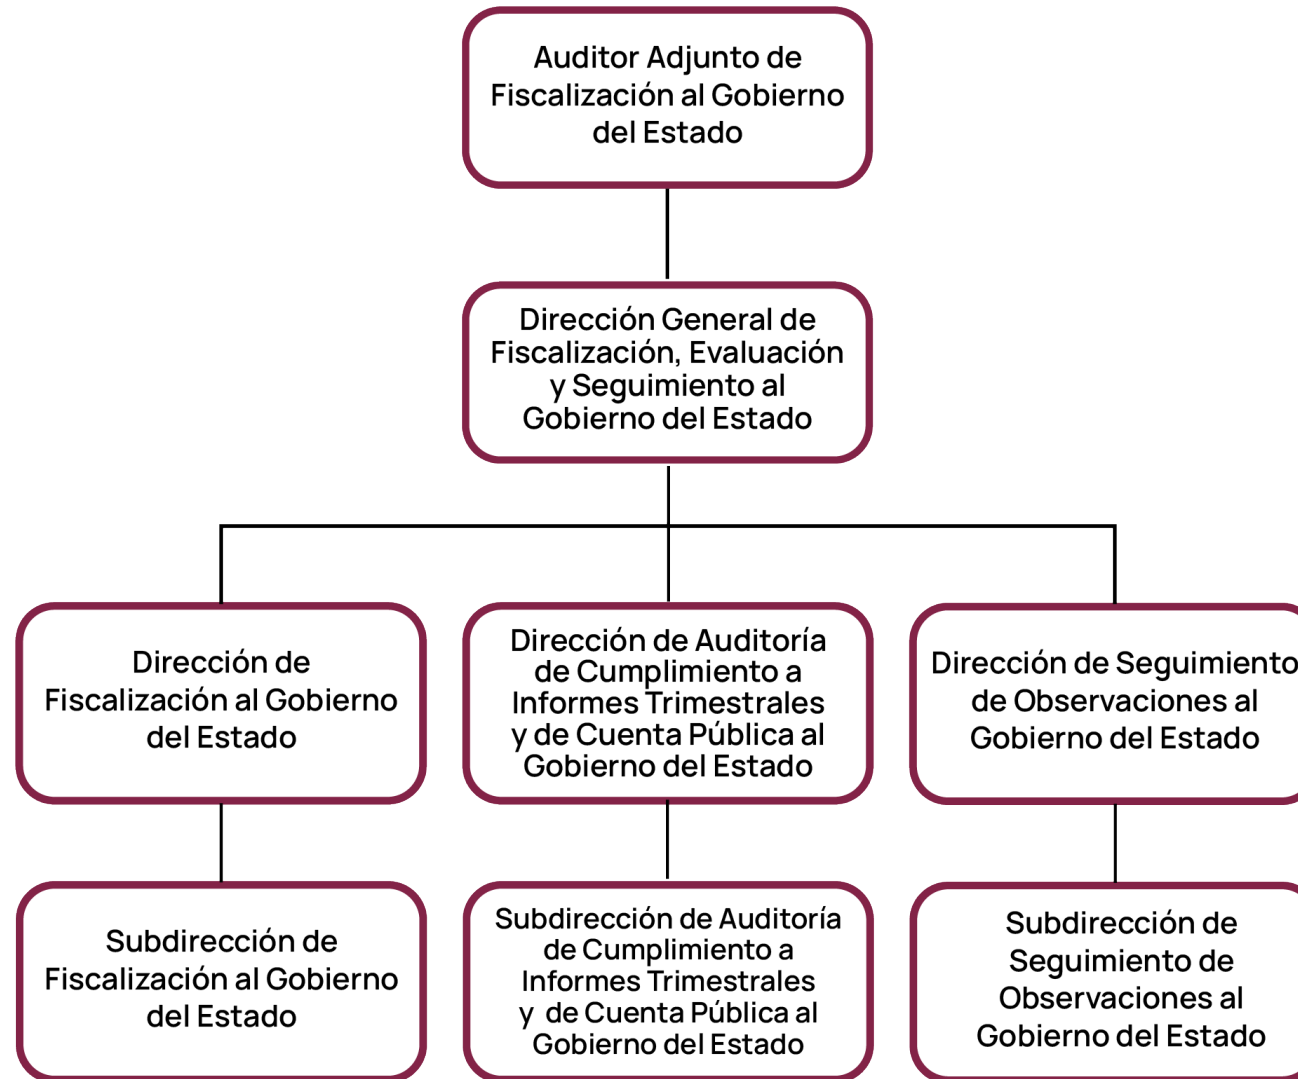 Auditor Adjunto de
Fiscalización al Gobierno
del Estado
Dirección General de
Fiscalización, Evaluación
y Seguimiento al
Gobierno del Estado
Dirección de
Fiscalización al Gobierno
del Estado
Dirección de Auditoría
de Cumplimiento a
Informes Trimestrales
y de Cuenta Pública al
Gobierno del Estado
Dirección de Seguimiento
de Observaciones al
Gobierno del Estado
Subdirección de
Fiscalización al Gobierno
del Estado
Subdirección de Auditoría
de Cumplimiento a
Informes Trimestrales
y de Cuenta Pública al
Gobierno del Estado
Subdirección de
Seguimiento de
Observaciones al
Gobierno del Estado